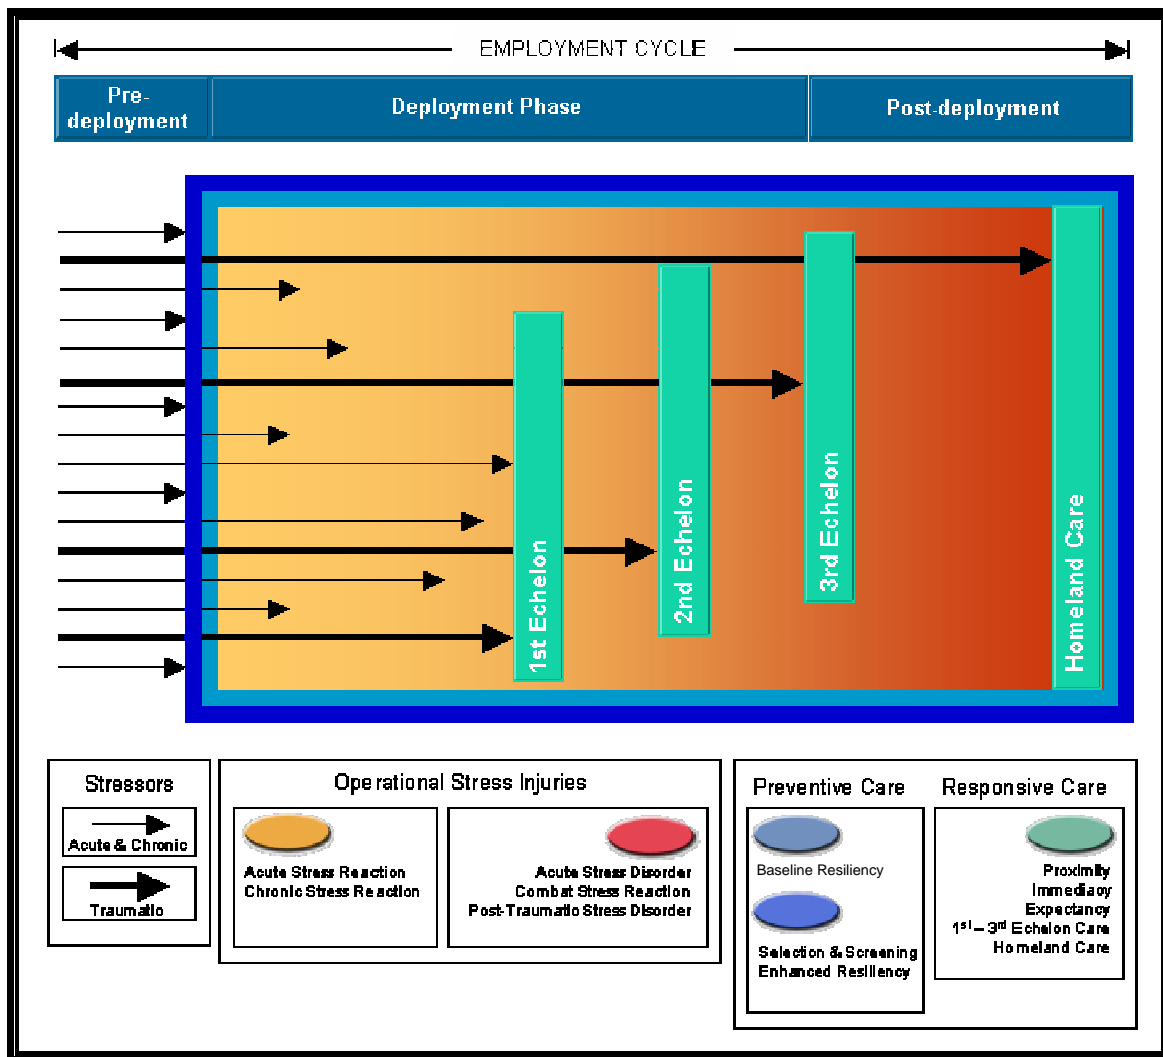 EMPLOYMENT CYCLE
Pre-
deployment
Deployment Phase
Post-deployment
1st Echelon
2nd Echelon
3rd Echelon
Homeland Care
Stressors
Acute & Chronic
Traumatic
Operational Stress Injuries
Acute Stress Reaction
Chronic Stress Reaction
Acute Stress Disorder
Combat Stress Reaction
Post-Traumatic Stress Disorder
Preventive Care
Baseline Resiliency
Selection & Screening
Enhanced Resiliency
Responsive Care
Proximity
Immediacy
Expectancy
1st – 3rd Echelon Care
Homeland Care